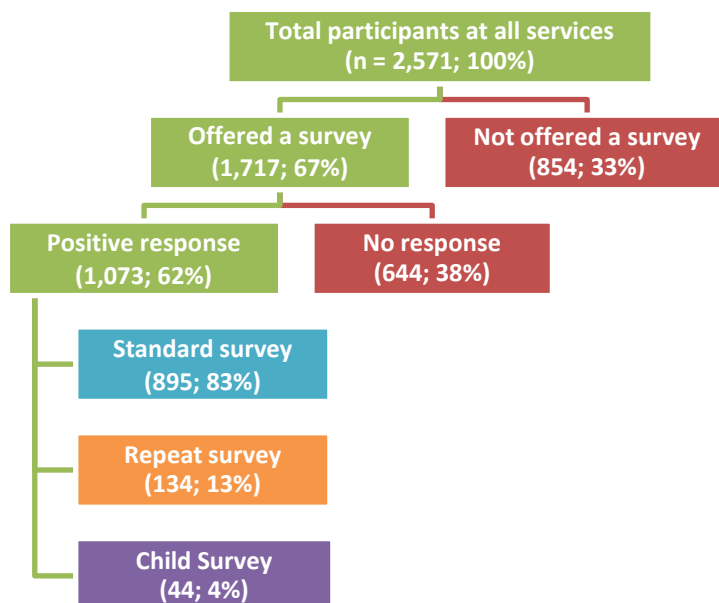 Total participants at all services
(n = 2,571; 100%)
Offered a survey
(1,717; 67%)
Not offered a survey
(854; 33%)
Positive response
(1,073; 62%)
No response
(644; 38%)
Standard survey
(895; 83%)
Repeat survey
(134; 13%)
Child Survey
(44; 4%)